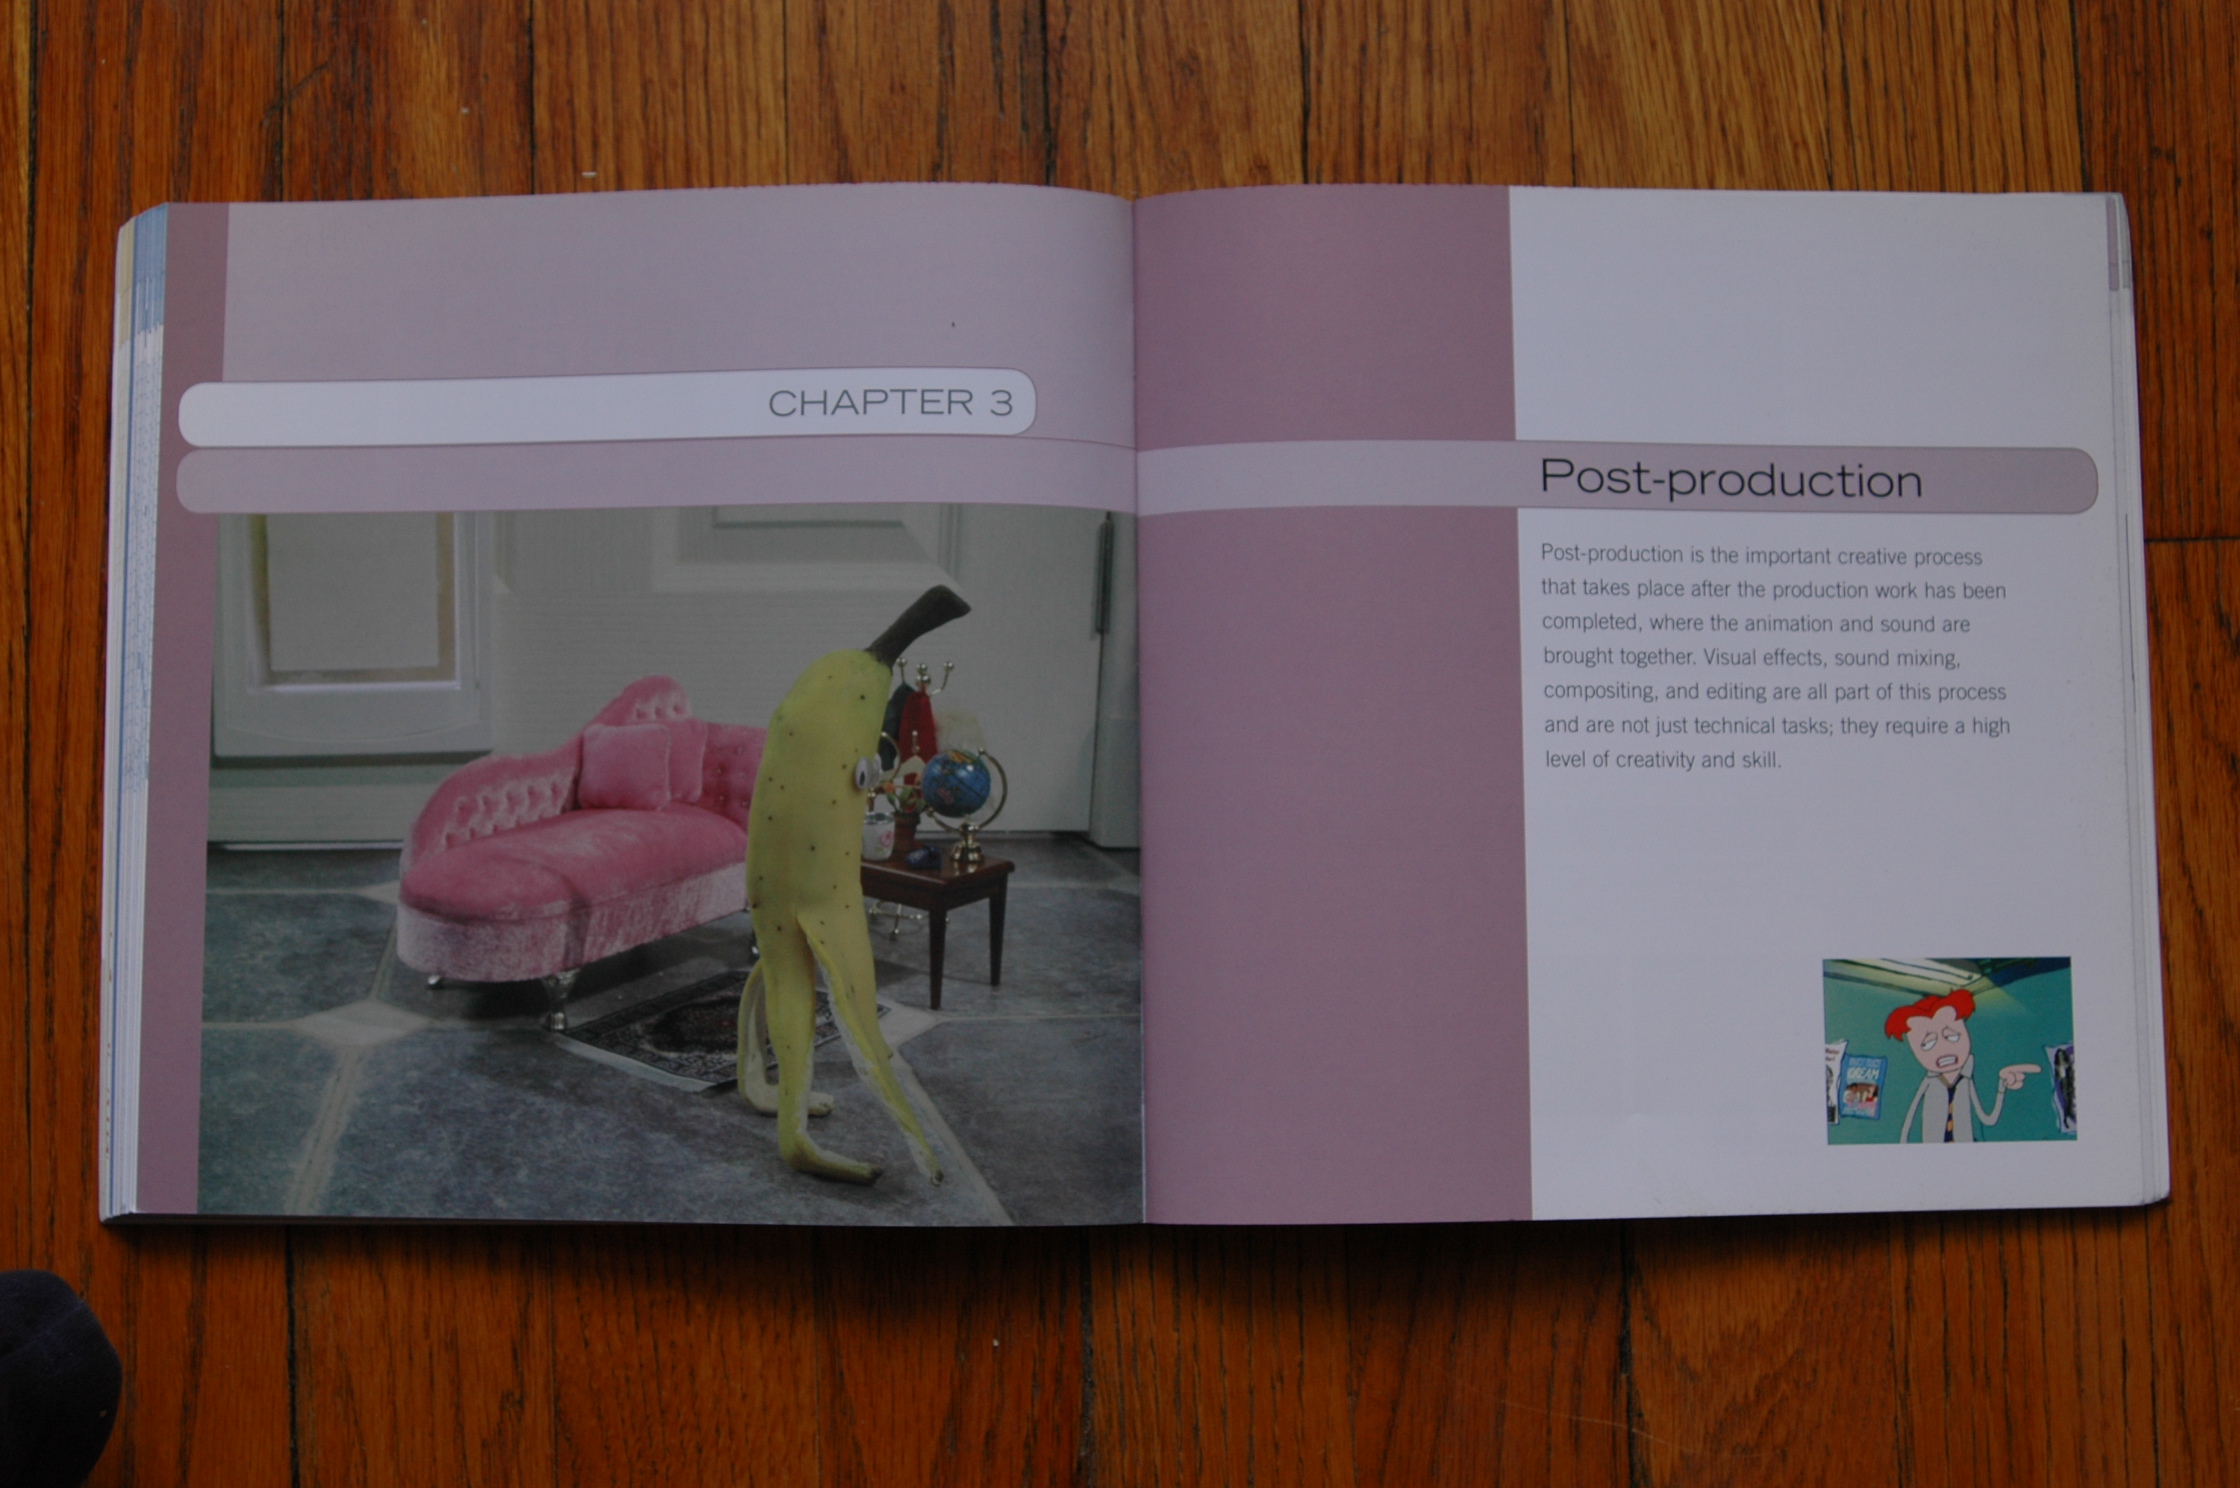 CHAPTER 3
Post-production
Post-production is the important creative process
that takes place after the production work has been
completed, where the animation and sound are
brought together. Visual effects, sound mixing,
compositing, and editing are all part of this process
and are not just technical tasks; they require a high
level of creativity and skill.